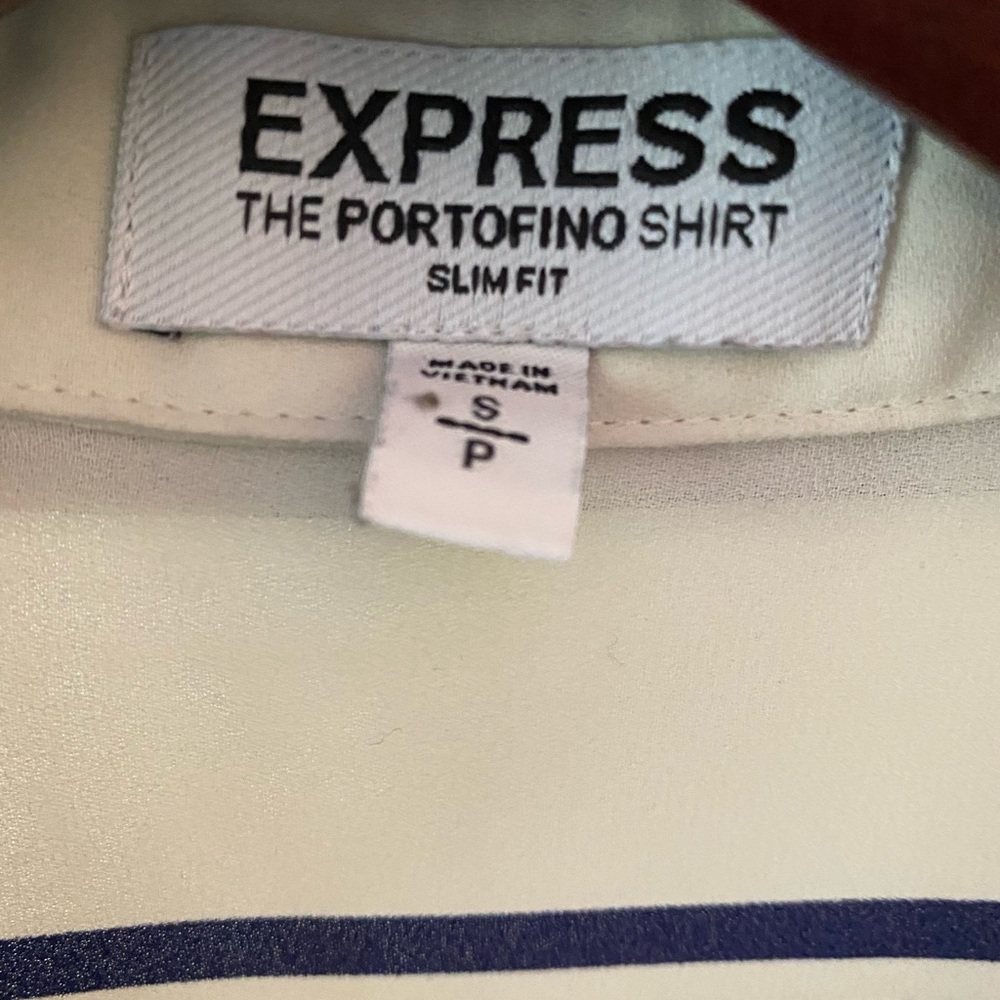 EXPRESS
THE PORTOFINO SHIRT
SLIM FIT
MADE IN
VIETNAM
S
P